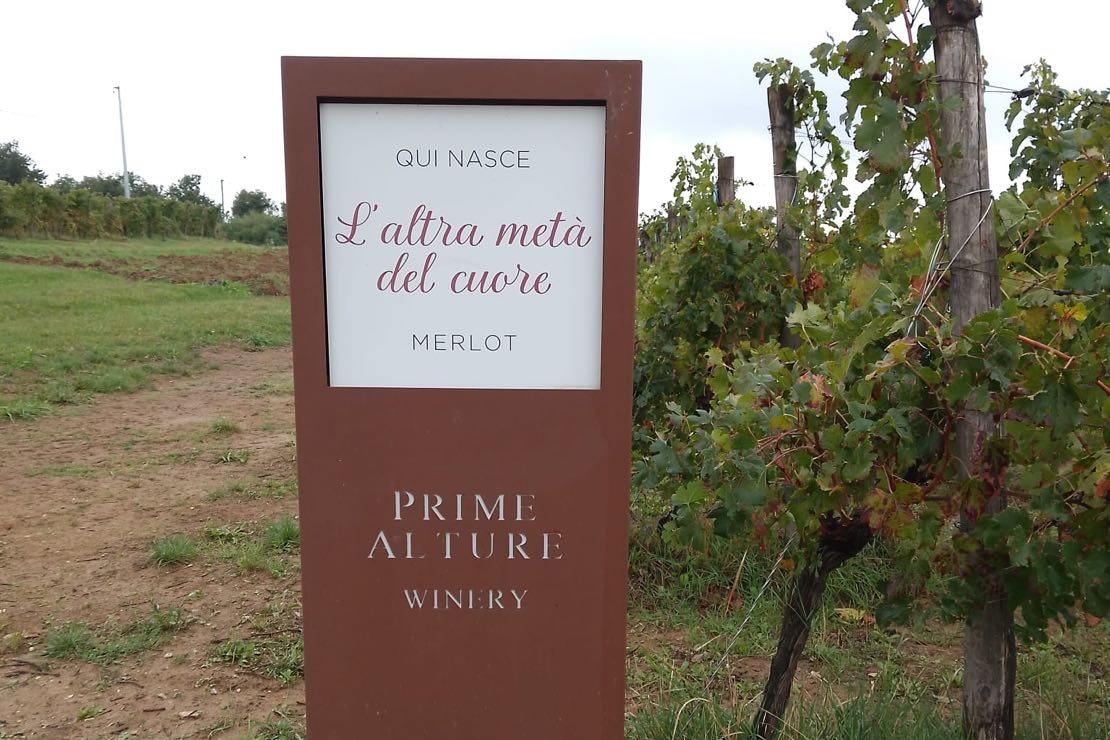 QUI NASCE
L'altra metà
del cuore
MERLOT
PRIME
ALTURE
WINERY